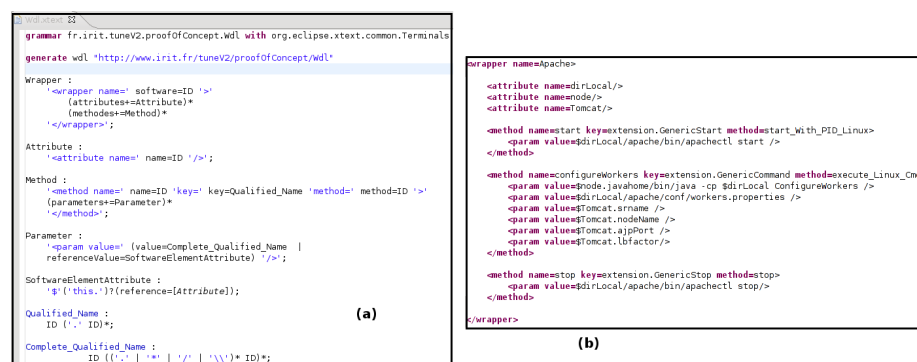 wdl.xtext
grammar fr.irit.tuneV2.proofOfConcept.Wdl with org.eclipse.xtext.common.Terminals
generate wdl "http://www.irit.fr/tuneV2/proofOfConcept/Wdl"
Wrapper :
'<wrapper name=' software=ID '>'
(attributes+=Attribute)*
(methodes+=Method)*
'</wrapper>';
Attribute :
'<attribute name=' name=ID '/>';
Method :
'<method name=' name=ID 'key=' key=Qualified_Name 'method=' method=ID '>'
(parameters+=Parameter)*
'</method>';
Parameter :
'<param value=' (value=Complete_Qualified_Name |
referenceValue=SoftwareElementAttribute) '/>';
SoftwareElementAttribute :
'$'('this.')?(reference=[Attribute]);
Qualified_Name :
ID ('.' ID)*;
Complete_Qualified_Name :
ID (('.' | '*' | '/' | '\\')* ID)*;
(a)
<wrapper name=Apache>
<attribute name=dirLocal/>
<attribute name=node/>
<attribute name=Tomcat/>
<method name=start key=extension.GenericStart method=start_With_PID_Linux>
<param value=$dirLocal/apache/bin/apachectl start />
</method>
<method name=configureWorkers key=extension.GenericCommand method=execute_Linux_Cmd
<param value=$node.javahome/bin/java -cp $dirLocal ConfigureWorkers />
<param value=$dirLocal/apache/conf/workers.properties />
<param value=$Tomcat.srname />
<param value=$Tomcat.nodeName />
<param value=$Tomcat.ajpPort />
<param value=$Tomcat.lbfactor/>
</method>
<method name=stop key=extension.GenericStop method=stop>
<param value=$dirLocal/apache/bin/apachectl stop/>
</method>
</wrapper>
(b)